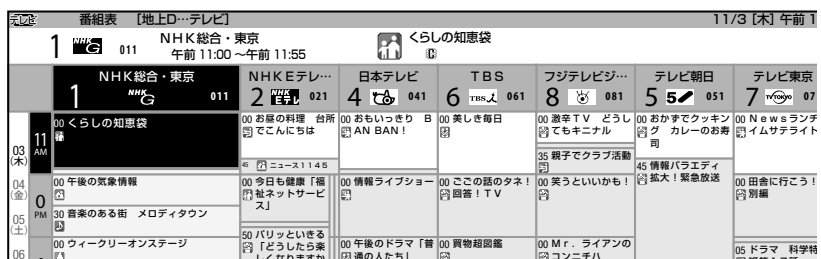 テレビ 番組表 [地上D…テレビ] 11/3 [木] 午前 1
1 NHK G 011 NHK総合・東京 くらしの知恵袋
午前 11:00 ～午前 11:55
NHK総合・東京 NHKEテレ… 日本テレビ TBS フジテレビジ… テレビ朝日 テレビ東京
1 NHK G 011 2 NHK Eテレ 021 4 041 6 TBS 061 8 081 5 5 051 7 tvTOKYO 07
03 (木)
04 (金)
05 (土)
06
11 AM
0 PM
00 くらしの知恵袋
00 午後の気象情報
30 音楽のある街 メロディタウン
00 ウィークリーオンステージ
00 お昼の料理 台所
でこんにちは
45 ニュース1145
00 今日も健康「福
祉ネットサービ
ス」
50 パリッといきる
「どうしたら楽
しくなりますか
00 おもいっきり B
AN BAN！
00 情報ライブショー
00 午後のドラマ「普
通の人たち」
00 美しき毎日
00 ごごの話のタネ！
回答！TV
00 買物超図鑑
00 激辛TV どうし
てもキニナル
35 親子でクラブ活動
00 笑うといいかも！
00 Mr．ライアンの
コンニチハ
00 おかずでクッキン
グ カレーのお寿
司
45 情報バラエティ
拡大！緊急放送
00 Newsランチ
イムサテライト
00 田舎に行こう！
別編
05 ドラマ 科学特